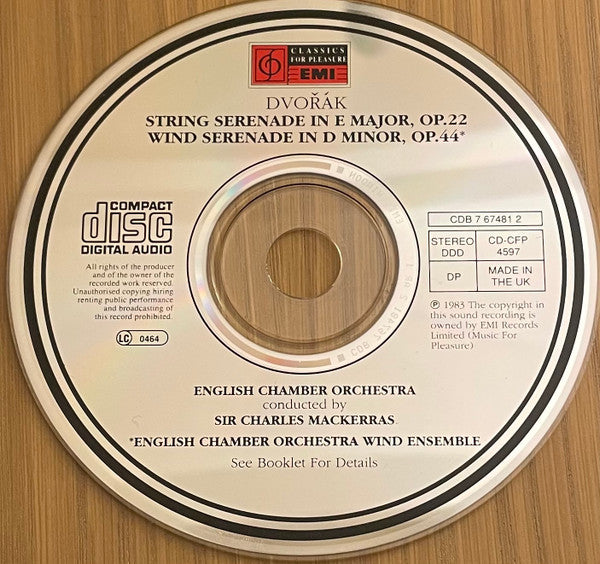 CLASSICS
FOR PLEASURE
EMI
DVOŘÁK
STRING SERENADE IN E MAJOR, OP.22
WIND SERENADE IN D MINOR, OP.44*
COMPACT
disc
DIGITAL AUDIO
All rights of the producer
and of the owner of the
recorded work reserved.
Unauthorised copying hiring
renting public performance
and broadcasting of
this record prohibited.
LC 0464
CDB 7 67481 2
STEREO
DDD
CD-CFP
4597
DP
MADE IN
THE UK
℗ 1983 The copyright in
this sound recording is
owned by EMI Records
Limited (Music For
Pleasure)
ENGLISH CHAMBER ORCHESTRA
conducted by
SIR CHARLES MACKERRAS
*ENGLISH CHAMBER ORCHESTRA WIND ENSEMBLE
See Booklet For Details